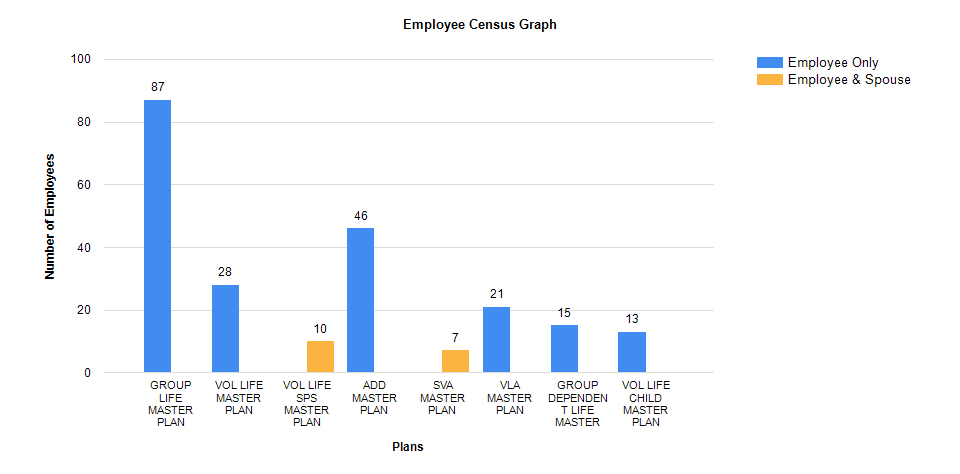 Employee Census Graph
Employee Only
Employee & Spouse
Number of Employees
100
80
60
40
20
0
87
28
10
46
7
21
15
13
GROUP
LIFE
MASTER
PLAN
VOL LIFE
MASTER
PLAN
VOL LIFE
SPS
MASTER
PLAN
ADD
MASTER
PLAN
SVA
MASTER
PLAN
VLA
MASTER
PLAN
GROUP
DEPENDEN
T LIFE
MASTER
VOL LIFE
CHILD
MASTER
PLAN
Plans